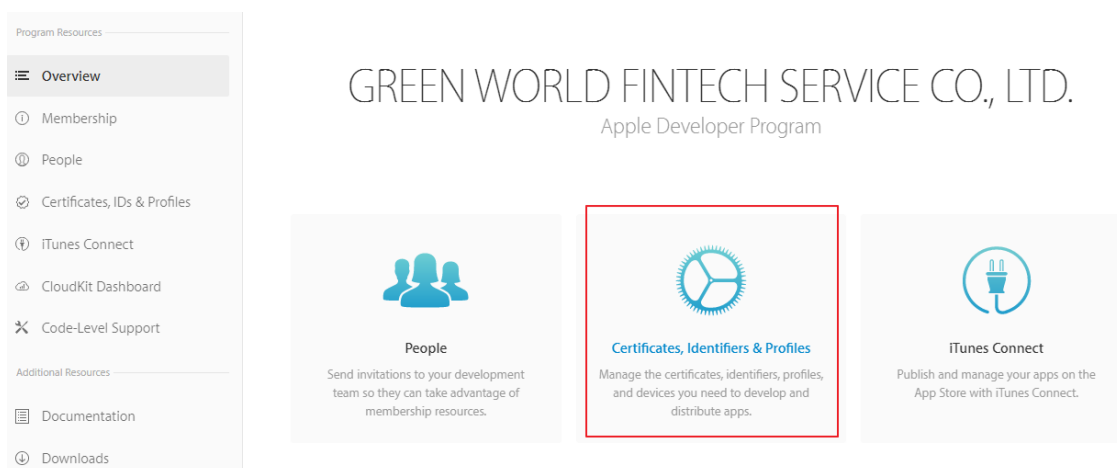 Program Resources
Overview
Membership
People
Certificates, IDs & Profiles
iTunes Connect
CloudKit Dashboard
Code-Level Support
Additional Resources
Documentation
Downloads
GREEN WORLD FINTECH SERVICE CO., LTD.
Apple Developer Program
People
Send invitations to your development
team so they can take advantage of
membership resources.
Certificates, Identifiers & Profiles
Manage the certificates, identifiers, profiles,
and devices you need to develop and
distribute apps.
iTunes Connect
Publish and manage your apps on the
App Store with iTunes Connect.